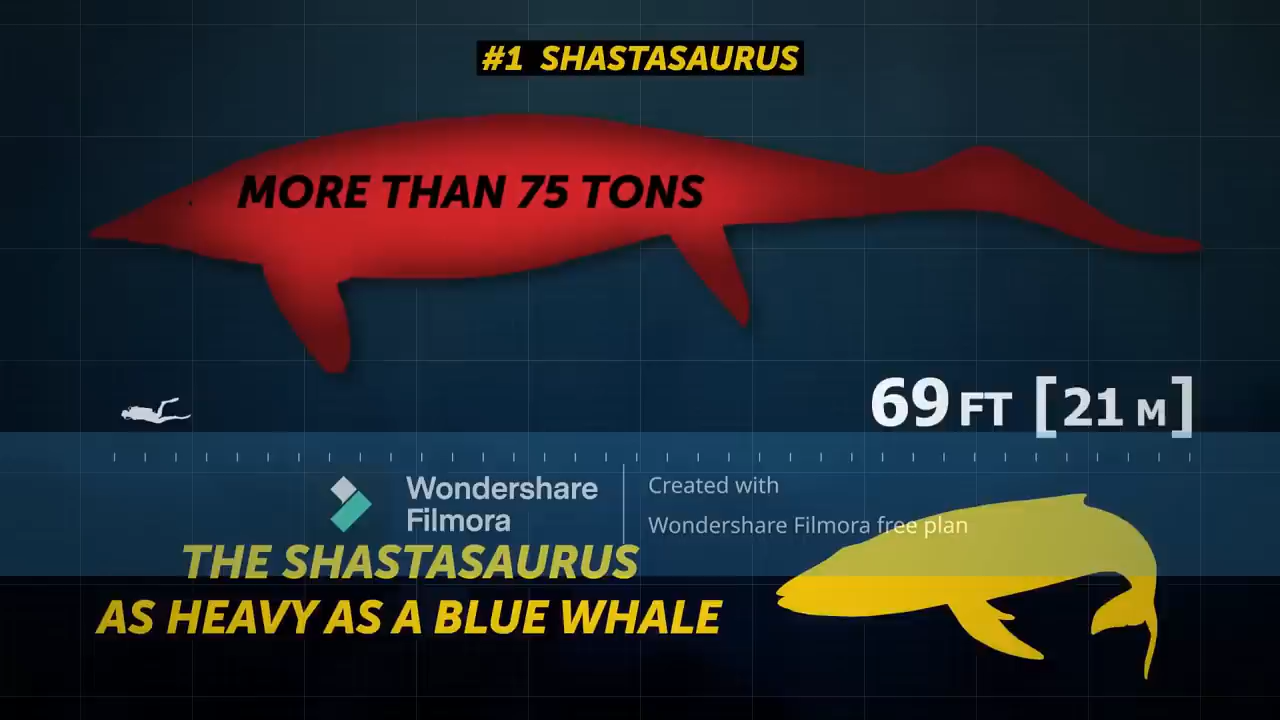 #1 SHASTASAURUS
MORE THAN 75 TONS
69 FT [21 M]
Wondershare
Filmora
Created with
Wondershare Filmora free plan
THE SHASTASAURUS
AS HEAVY AS A BLUE WHALE